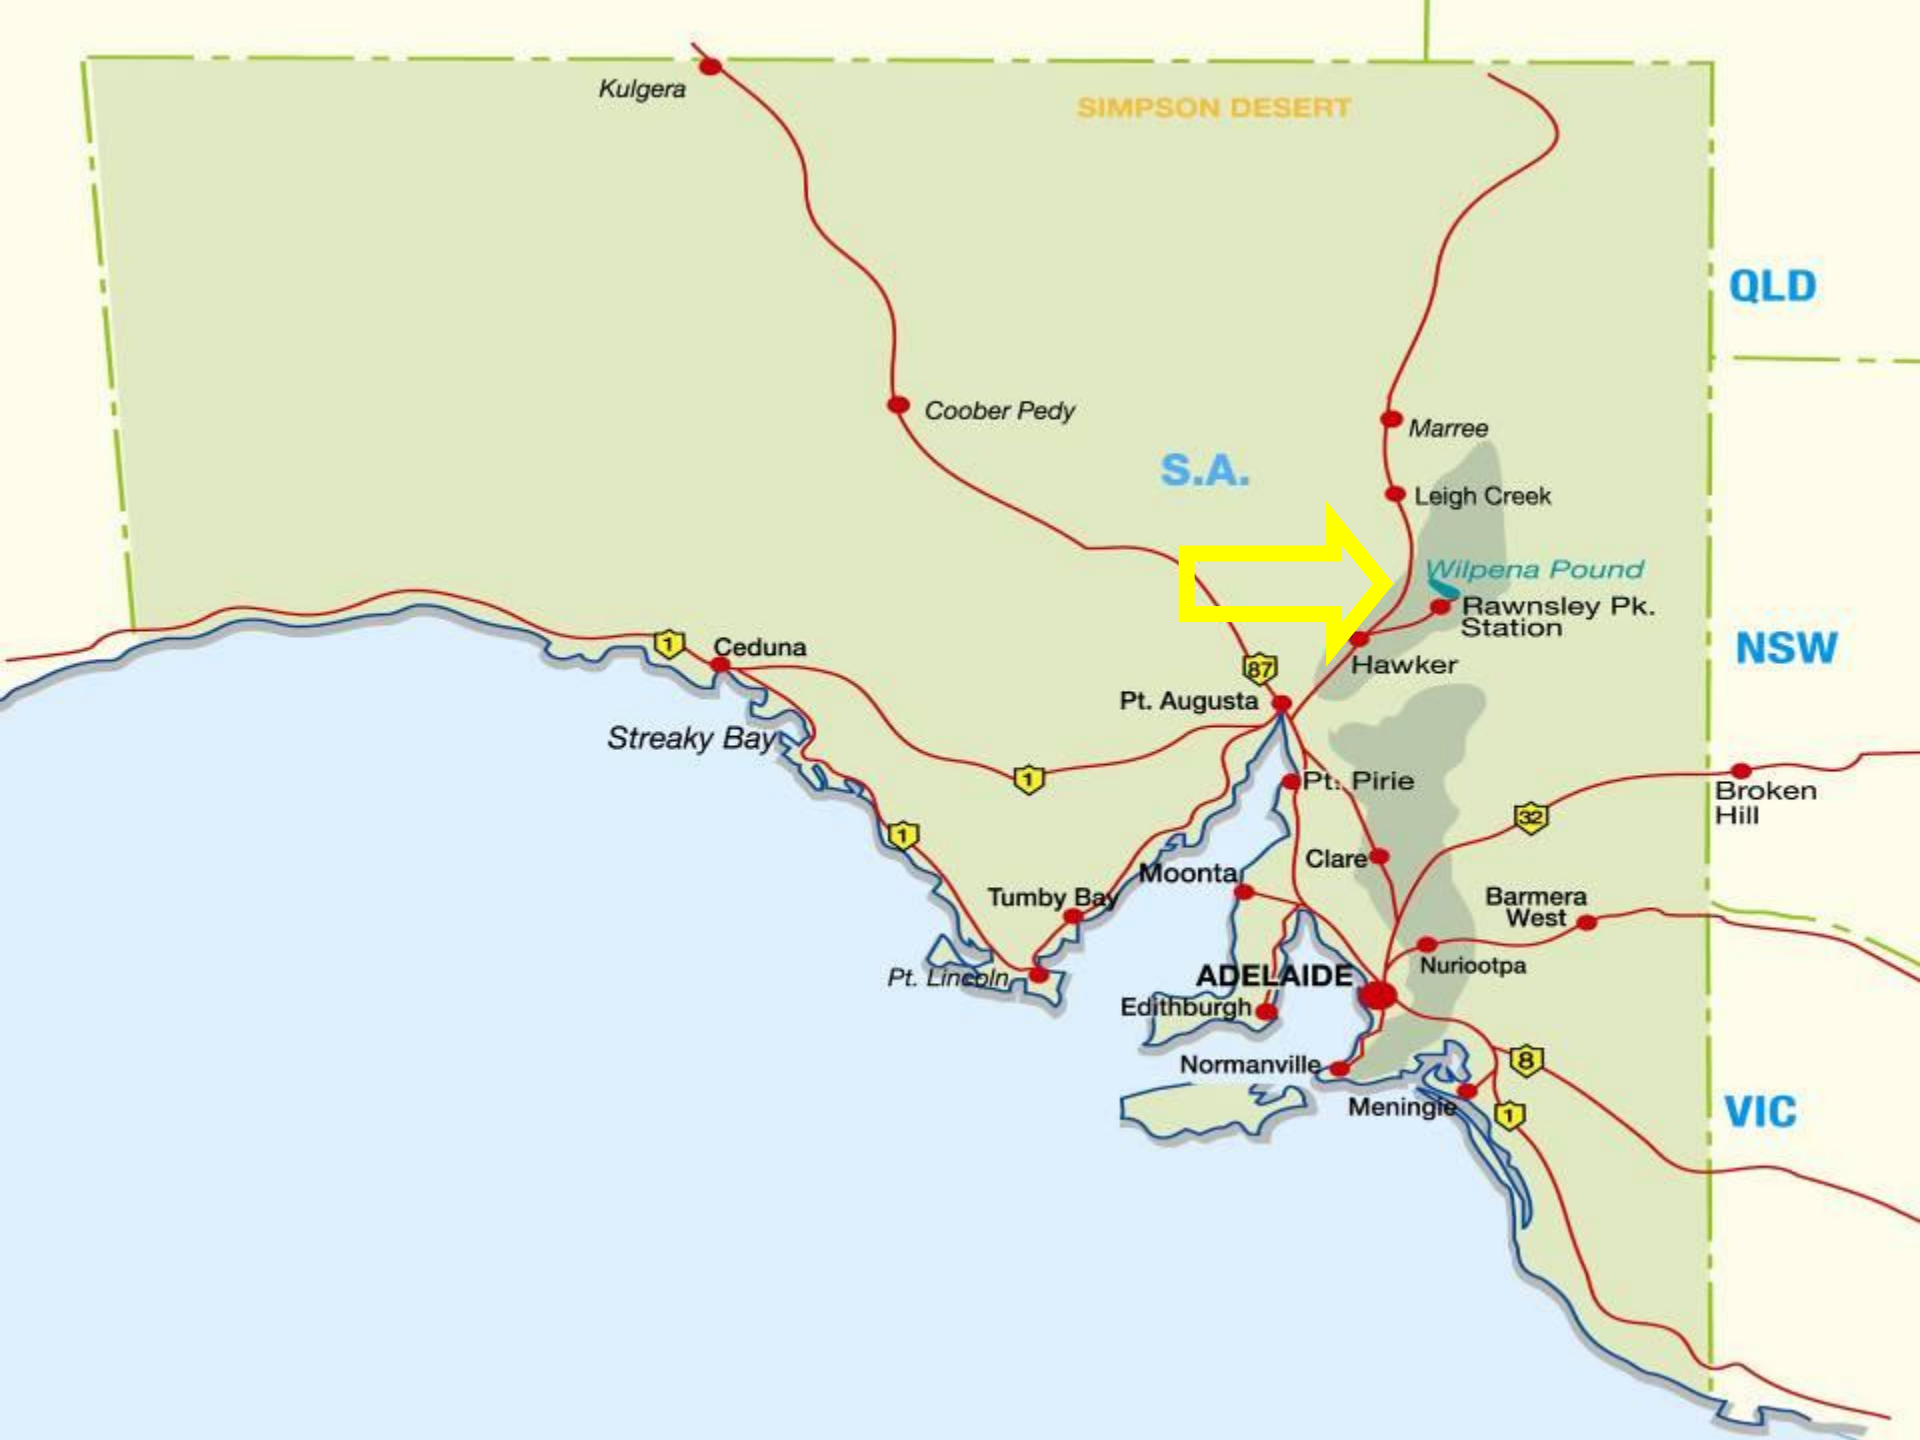 Kulgera
SIMPSON DESERT
QLD
Coober Pedy
Marree
S.A.
Leigh Creek
Wilpena Pound
Rawnsley Pk.
Station
1
Ceduna
NSW
87
Hawker
Pt. Augusta
Streaky Bay
1
Pt. Pirie
Broken
Hill
32
1
Clare
Moonta
Tumby Bay
Barmera
West
Nuriootpa
Pt. Lincoln
ADELAIDE
Edithburgh
Normanville
8
Meningie
1
VIC